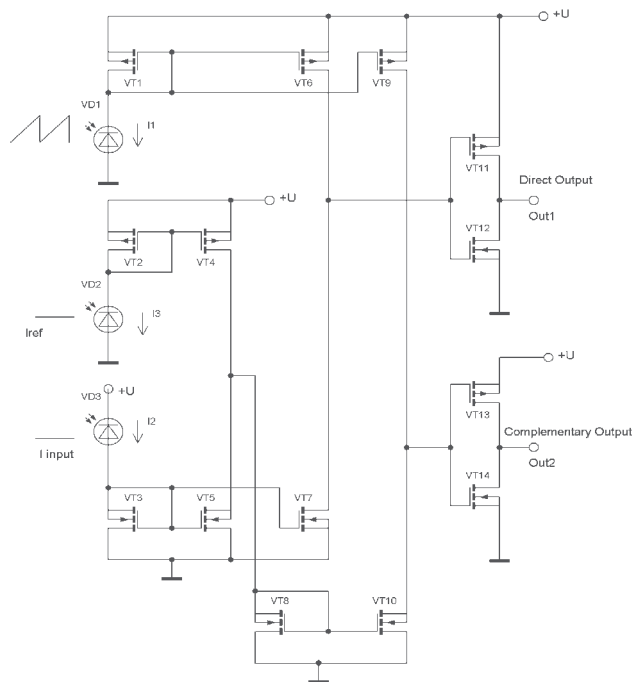 +U
VT1
VT6
VT9
VD1
I1
VT11
Direct Output
+U
Out1
VT12
VT2
VT4
VD2
I3
Iref
+U
+U
VD3
I2
VT13
I input
Complementary Output
Out2
VT14
VT3
VT5
VT7
VT8
VT10